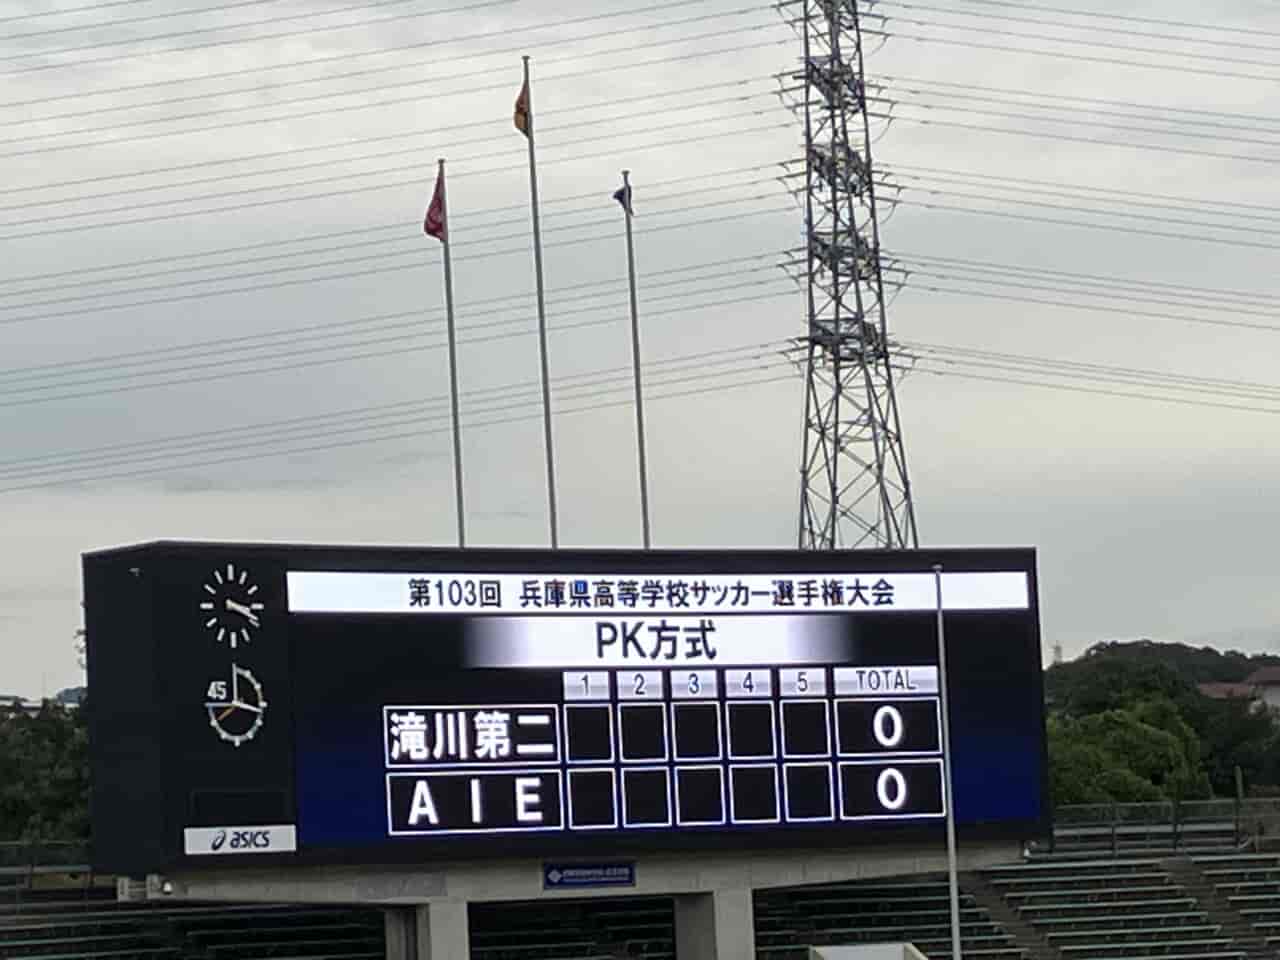 第103回 兵庫県高等学校サッカー選手権大会
PK方式
1 2 3 4 5 TOTAL
45
滝川第二 0
AIE 0
asics